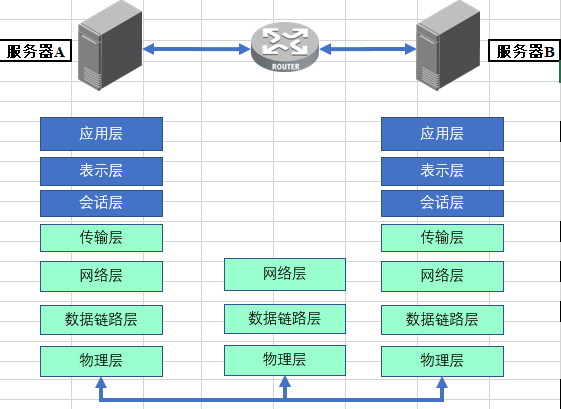 服务器A
ROUTER
服务器B
应用层
应用层
表示层
表示层
会话层
会话层
传输层
传输层
网络层
网络层
网络层
数据链路层
数据链路层
数据链路层
物理层
物理层
物理层